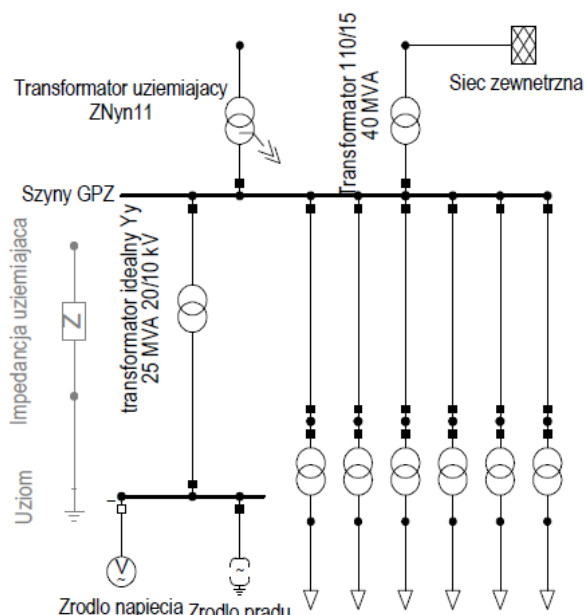 Transformator uziemiajacy
ZNyn11
Transformator 110/15
40 MVA
Siec zewnetrzna
Szyny GPZ
transformator idealny Yy
25 MVA 20/10 kV
Impedancja uziemiajaca
Z
Uziom
V
~
~
Zrodlo napiecia
Zrodlo pradu